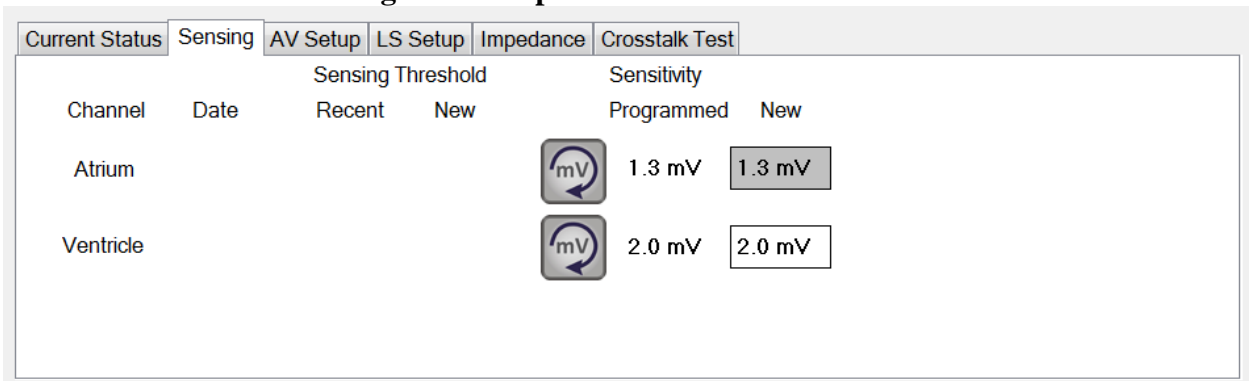 Current Status Sensing AV Setup LS Setup Impedance Crosstalk Test
Sensing Threshold Sensitivity
Channel Date Recent New Programmed New
Atrium mV 1.3 mV 1.3 mV
Ventricle mV 2.0 mV 2.0 mV